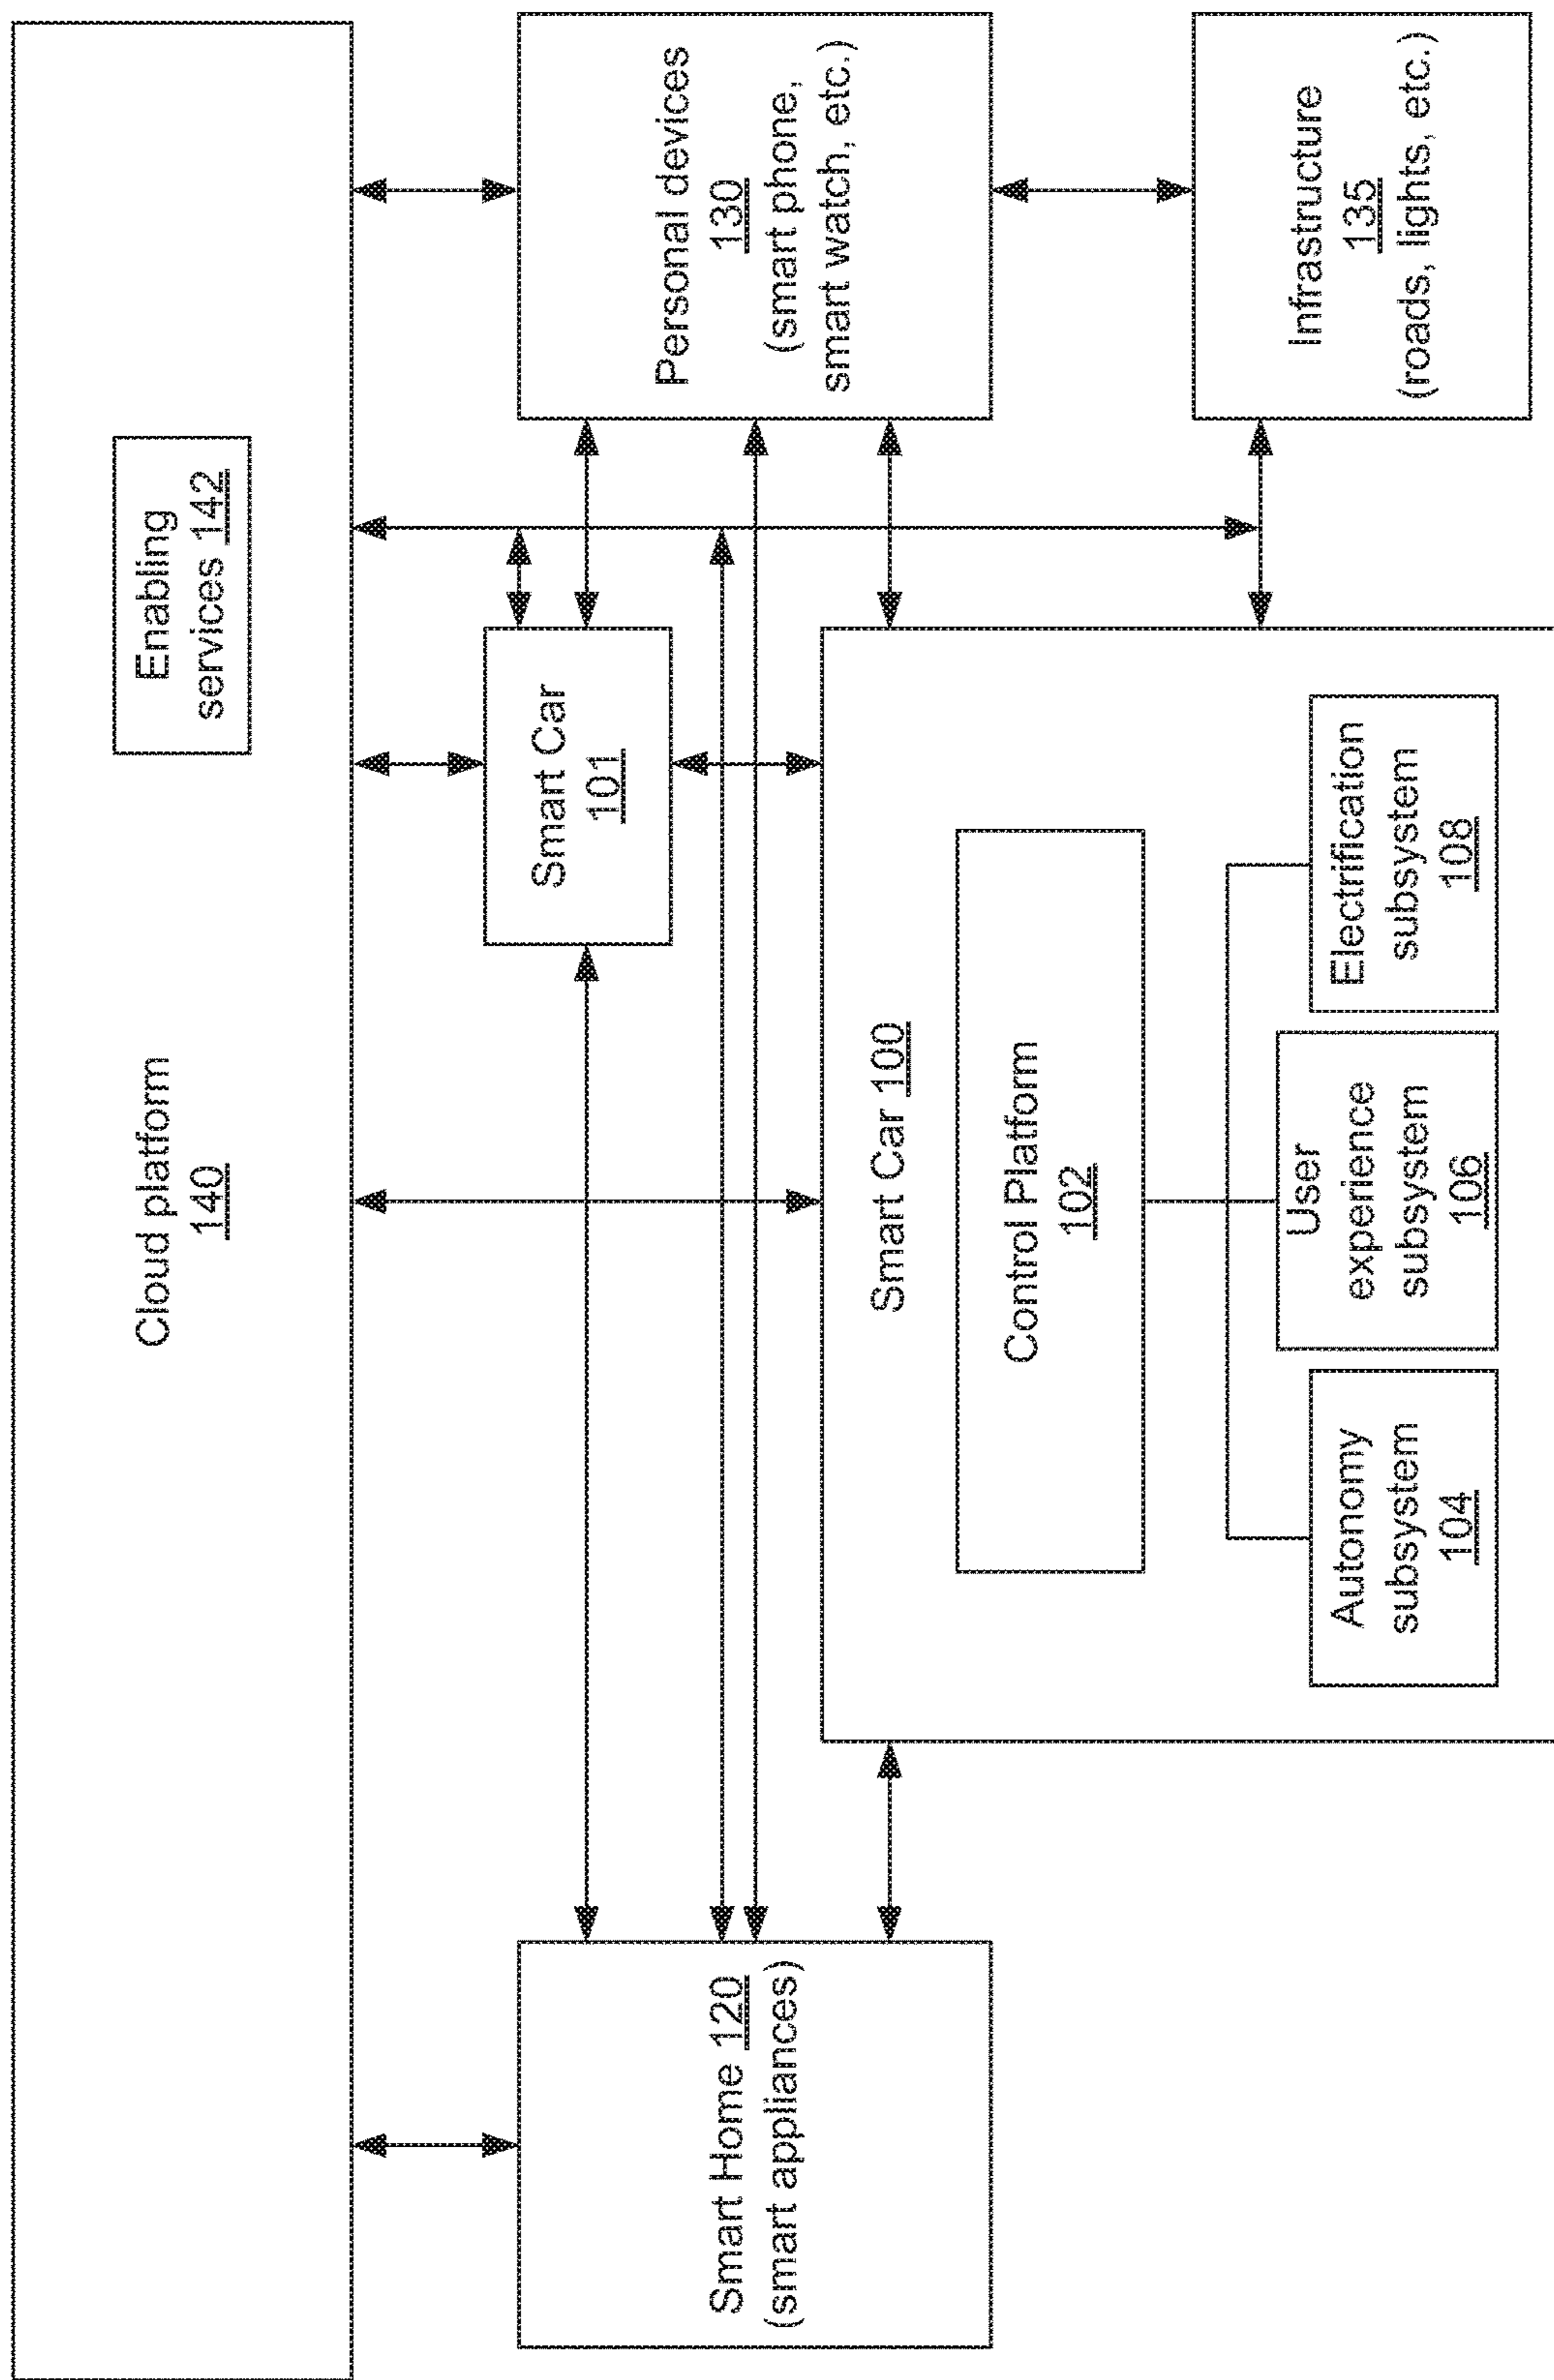 Cloud platform
140
Enabling
services 142
Smart Car
101
Smart Home 120
(smart appliances)
Smart Car 100
Control Platform
102
Autonomy
subsystem
104
User
experience
subsystem
106
Electrification
subsystem
108
Personal devices
130
(smart phone,
smart watch, etc.)
Infrastructure
135
(roads, lights, etc.)